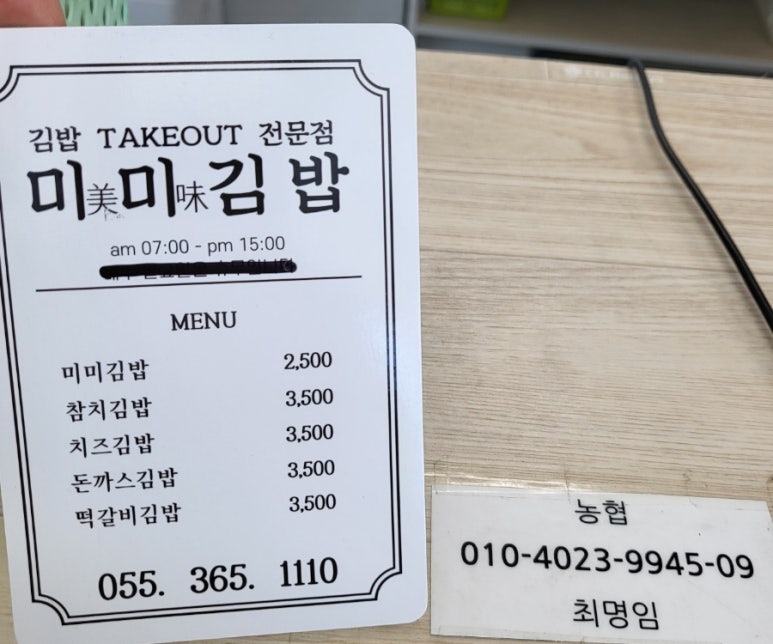 김밥 TAKEOUT 전문점
미美미味김밥
am 07:00 - pm 15:00
MENU
미미김밥 2,500
참치김밥 3,500
치즈김밥 3,500
돈까스김밥 3,500
떡갈비김밥 3,500
055. 365. 1110
농협
010-4023-9945-09
최명임